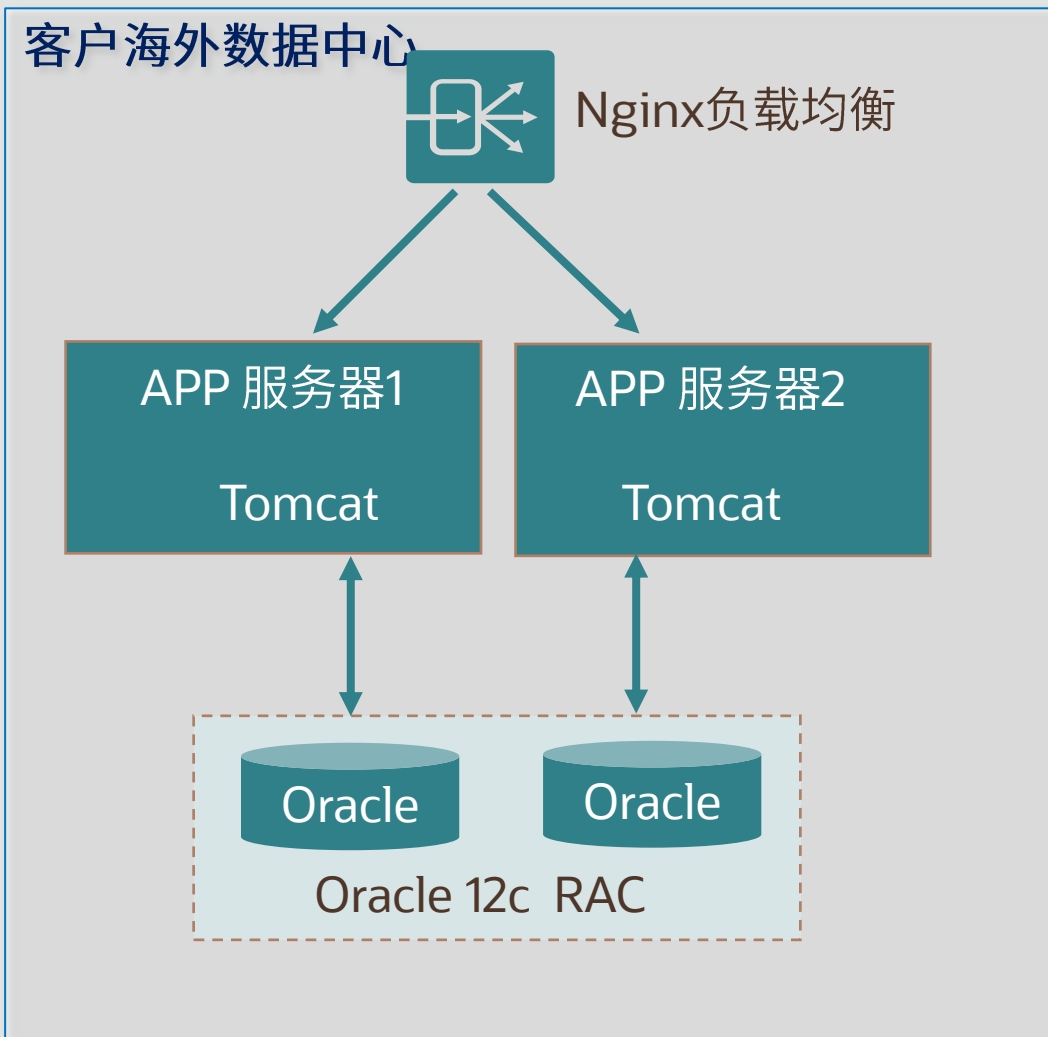 客户海外数据中心
Nginx负载均衡
APP 服务器1
Tomcat
APP 服务器2
Tomcat
Oracle
Oracle
Oracle 12c RAC